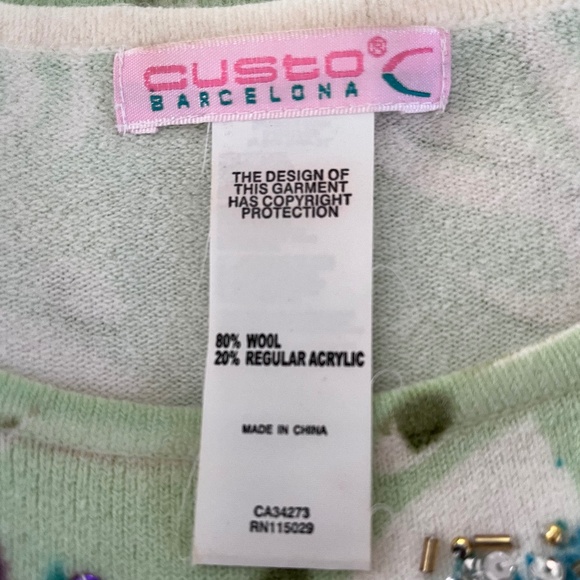 custo®
BARCELONA
THE DESIGN OF
THIS GARMENT
HAS COPYRIGHT
PROTECTION
80% WOOL
20% REGULAR ACRYLIC
MADE IN CHINA
CA34273
RN115029